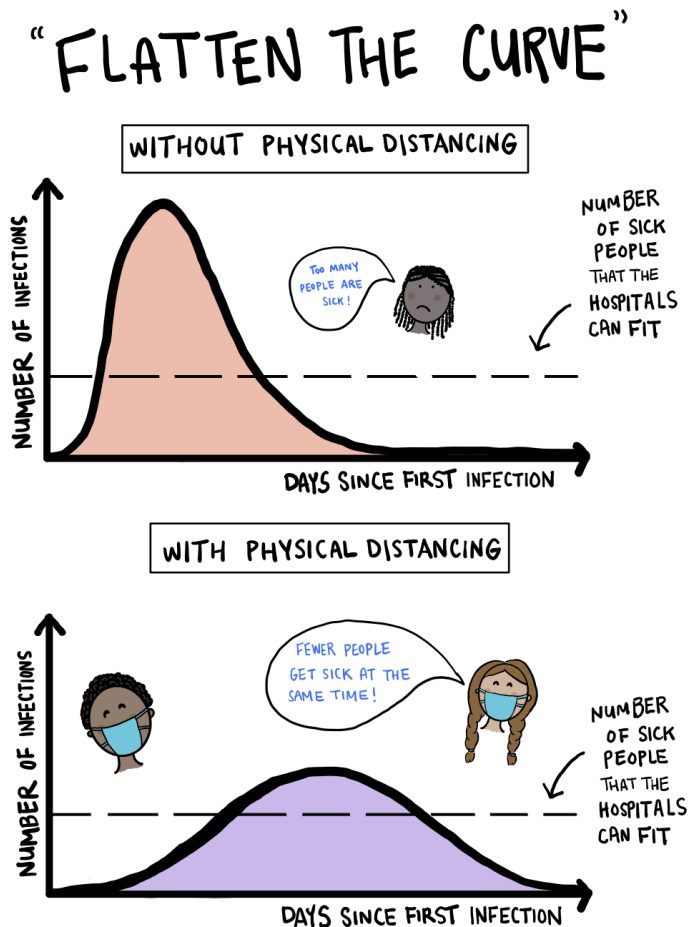 “FLATTEN THE CURVE”
WITHOUT PHYSICAL DISTANCING
NUMBER OF INFECTIONS
TOO MANY
PEOPLE ARE
SICK!
NUMBER
OF SICK
PEOPLE
THAT THE
HOSPITALS
CAN FIT
DAYS SINCE FIRST INFECTION
WITH PHYSICAL DISTANCING
NUMBER OF INFECTIONS
FEWER PEOPLE
GET SICK AT THE
SAME TIME!
NUMBER
OF SICK
PEOPLE
THAT THE
HOSPITALS
CAN FIT
DAYS SINCE FIRST INFECTION